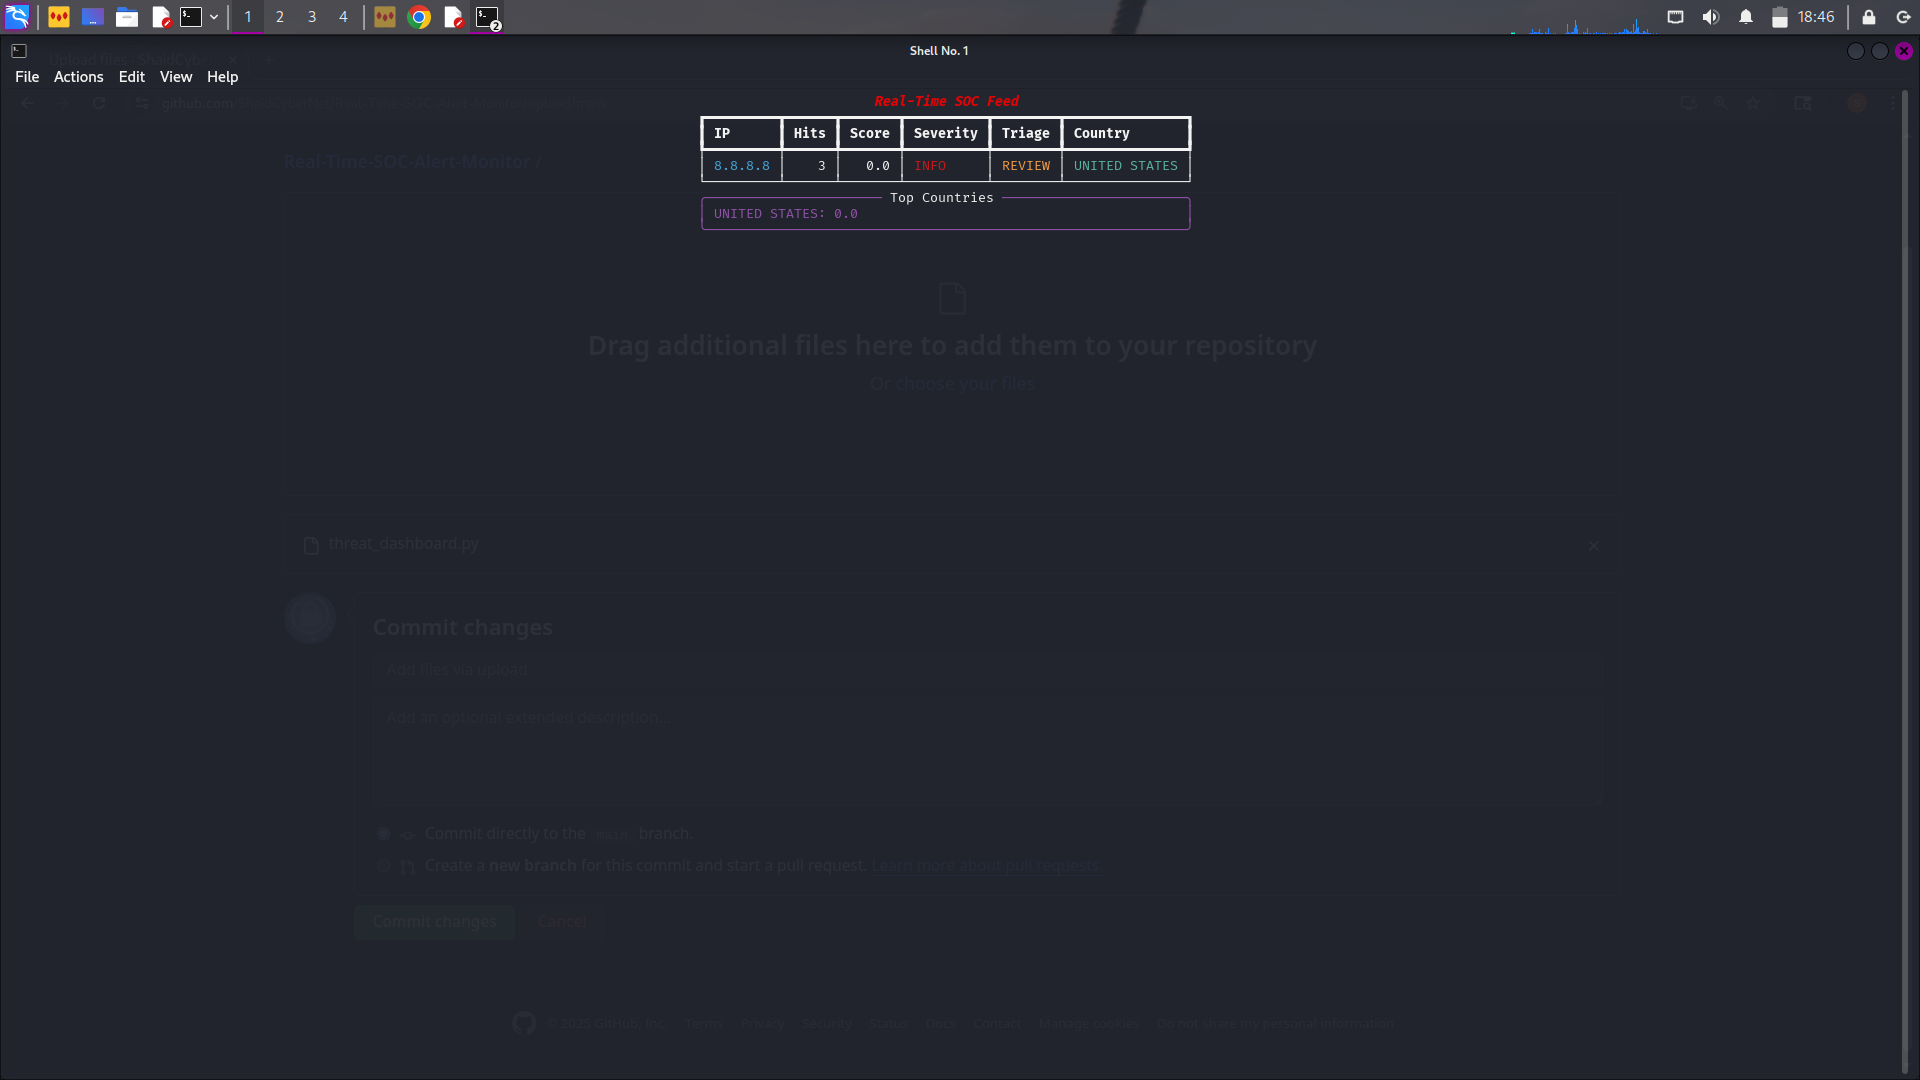 1 2 3 4 2 18:46
Shell No. 1
Upload files · ShaidCyb
File Actions Edit View Help
github.com
Real-Time SOC Feed
IP Hits Score Severity Triage Country
8.8.8.8 3 0.0 INFO REVIEW UNITED STATES
Real-Time-SOC-Alert-Monitor /
Top Countries
UNITED STATES: 0.0
Drag additional files here to add them to your repository
Or choose your files
threat_dashboard.py
Commit changes
Add files via upload
Add an optional extended description...
Commit directly to the main branch.
Create a new branch for this commit and start a pull request. Learn more about pull requests.
Commit changes Cancel
© 2025 GitHub, Inc. Terms Privacy Security Status Docs Contact Manage cookies Do not share my personal information